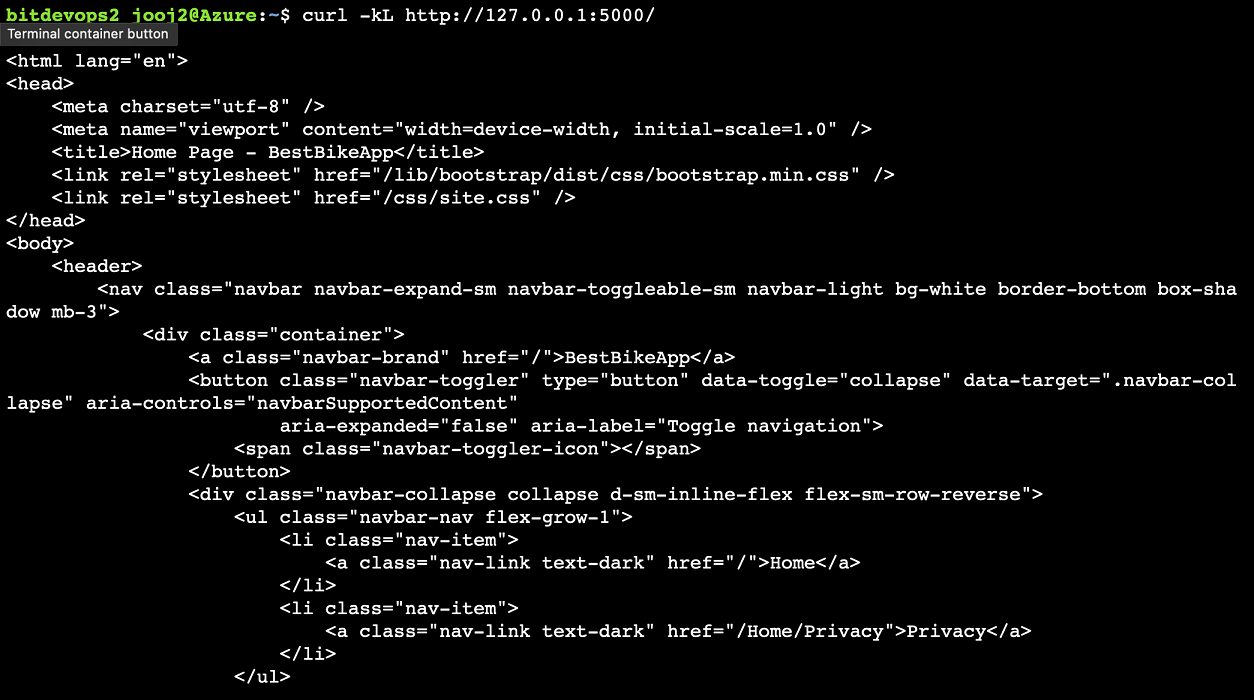 bitdevops2_jooj2@Azure:~$ curl -kL http://127.0.0.1:5000/
Terminal container button
<html lang="en">
<head>
    <meta charset="utf-8" />
    <meta name="viewport" content="width=device-width, initial-scale=1.0" />
    <title>Home Page - BestBikeApp</title>
    <link rel="stylesheet" href="/lib/bootstrap/dist/css/bootstrap.min.css" />
    <link rel="stylesheet" href="/css/site.css" />
</head>
<body>
    <header>
        <nav class="navbar navbar-expand-sm navbar-toggleable-sm navbar-light bg-white border-bottom box-sha
dow mb-3">
            <div class="container">
                <a class="navbar-brand" href="/">BestBikeApp</a>
                <button class="navbar-toggler" type="button" data-toggle="collapse" data-target=".navbar-col
lapse" aria-controls="navbarSupportedContent"
                        aria-expanded="false" aria-label="Toggle navigation">
                    <span class="navbar-toggler-icon"></span>
                </button>
                <div class="navbar-collapse collapse d-sm-inline-flex flex-sm-row-reverse">
                    <ul class="navbar-nav flex-grow-1">
                        <li class="nav-item">
                            <a class="nav-link text-dark" href="/">Home</a>
                        </li>
                        <li class="nav-item">
                            <a class="nav-link text-dark" href="/Home/Privacy">Privacy</a>
                        </li>
                    </ul>